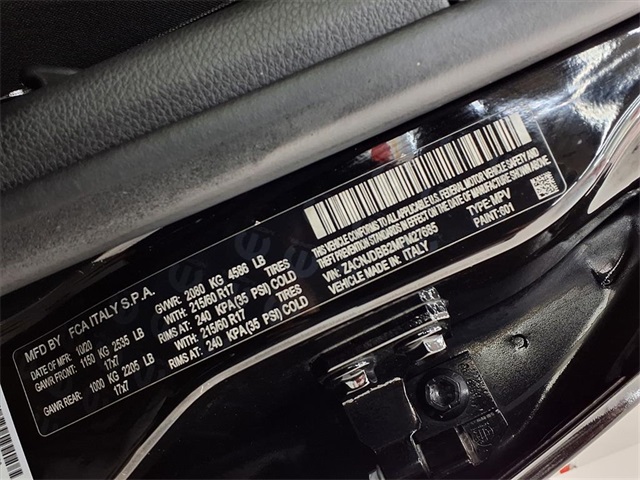 MFD BY FCA ITALY S.P.A.
DATE OF MFR: 10/20 GVWR: 2080 KG 4586 LB
GAWR FRONT: 1150 KG 2535 LB WITH: 215/60 R17 TIRES
17x7 RIMS AT: 240 KPA(35 PSI) COLD
GAWR REAR: 1000 KG 2205 LB WITH: 215/60 R17 TIRES
17x7 RIMS AT: 240 KPA(35 PSI) COLD
THIS VEHICLE CONFORMS TO ALL APPLICABLE U.S. FEDERAL MOTOR VEHICLE SAFETY AND
THEFT PREVENTION STANDARDS IN EFFECT ON THE DATE OF MANUFACTURE SHOWN ABOVE.
VIN: ZACNJDBB2MPM27685 TYPE: MPV
VEHICLE MADE IN: ITALY PAINT: 601